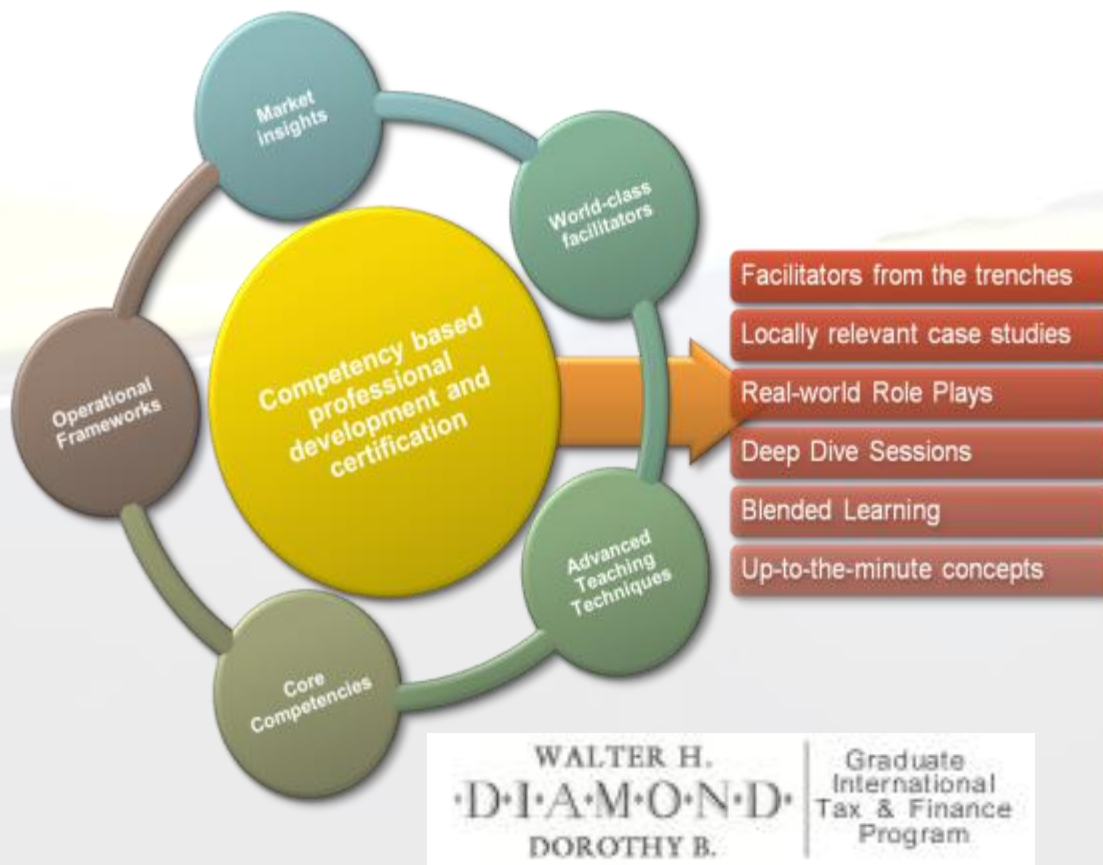 Market
insights
World-class
facilitators
Competency based
professional
development and
certification
Operational
Frameworks
Advanced
Teaching
Techniques
Core
Competencies
Facilitators from the trenches
Locally relevant case studies
Real-world Role Plays
Deep Dive Sessions
Blended Learning
Up-to-the-minute concepts
WALTER H.
·D·I·A·M·O·N·D·
DOROTHY B.
Graduate
International
Tax & Finance
Program